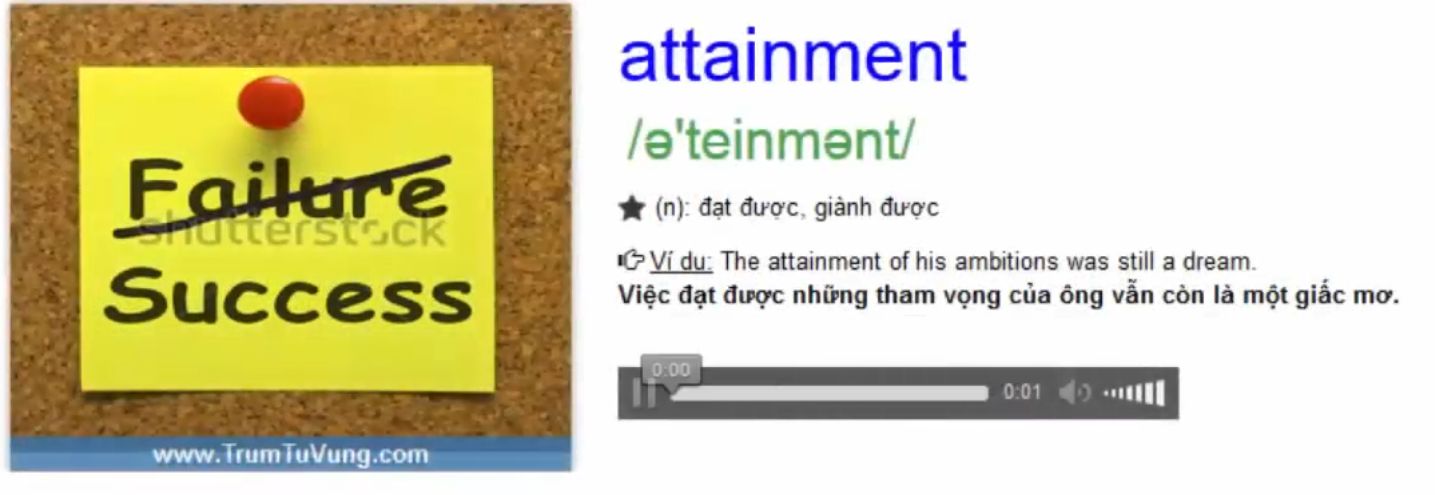 Failure
shutterstock
Success
www.TrumTuVung.com
attainment
/ə'teinmənt/
(n): đạt được, giành được
Ví dụ: The attainment of his ambitions was still a dream.
Việc đạt được những tham vọng của ông vẫn còn là một giấc mơ.
0:00
0:01